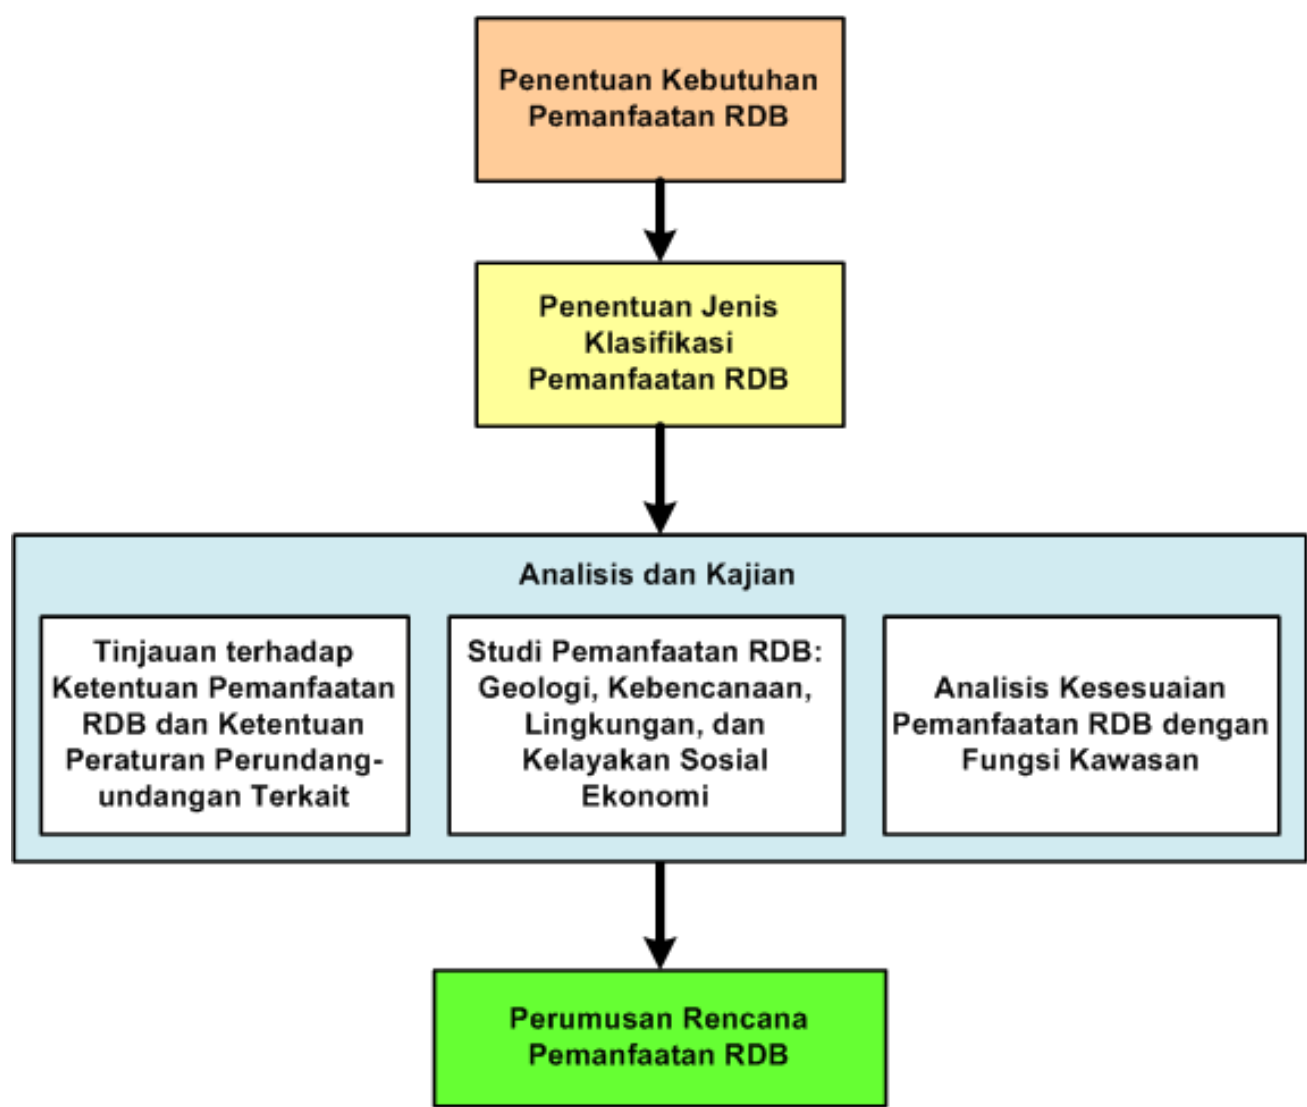 Penentuan Kebutuhan
Pemanfaatan RDB
Penentuan Jenis
Klasifikasi
Pemanfaatan RDB
Analisis dan Kajian
Tinjauan terhadap
Ketentuan Pemanfaatan
RDB dan Ketentuan
Peraturan Perundang-
undangan Terkait
Studi Pemanfaatan RDB:
Geologi, Kebencanaan,
Lingkungan, dan
Kelayakan Sosial
Ekonomi
Analisis Kesesuaian
Pemanfaatan RDB dengan
Fungsi Kawasan
Perumusan Rencana
Pemanfaatan RDB